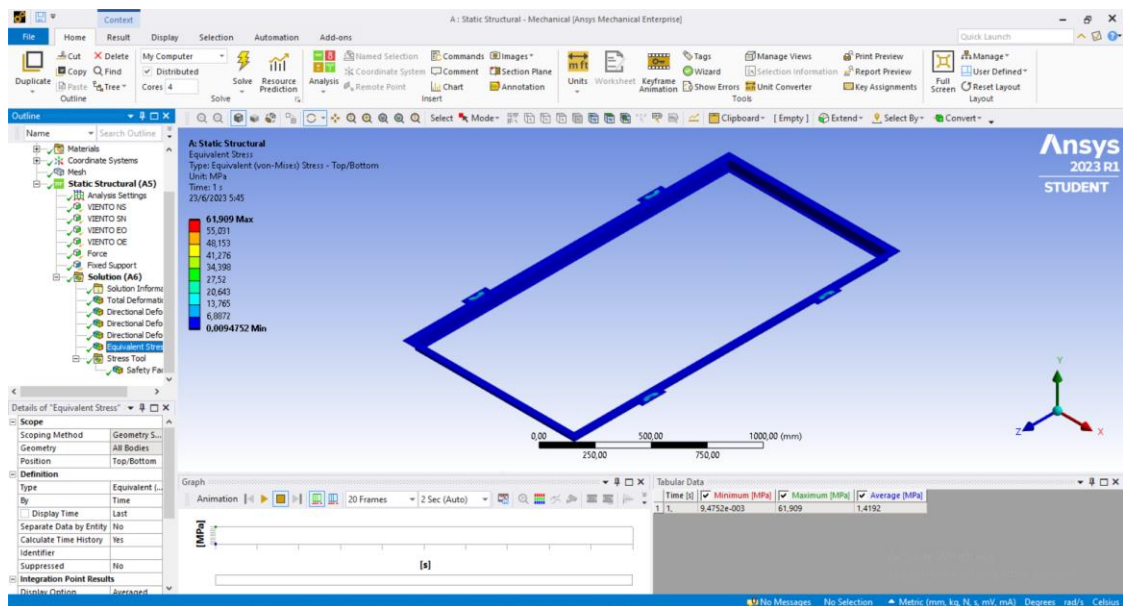 Context
A : Static Structural - Mechanical [Ansys Mechanical Enterprise]
File Home Result Display Selection Automation Add-ons Quick Launch
Duplicate
Cut
Copy
Paste
Delete
Find
Tree
Outline
My Computer
Distributed
Cores 4
Solve
Resource Prediction
Solve
Analysis
Named Selection
Coordinate System
Remote Point
Commands
Comment
Chart
Images
Section Plane
Annotation
Insert
Units
Worksheet
Keyframe Animation
Tags
Wizard
Show Errors
Manage Views
Selection Information
Unit Converter
Print Preview
Report Preview
Key Assignments
Tools
Full Screen
Manage
User Defined
Reset Layout
Layout
Outline
Name Search Outline
Materials
Coordinate Systems
Mesh
Static Structural (A5)
Analysis Settings
VIENTO NS
VIENTO SN
VIENTO EO
VIENTO OE
Force
Fixed Support
Solution (A6)
Solution Informa
Total Deformatio
Directional Defo
Directional Defo
Directional Defo
Equivalent Stres
Stress Tool
Safety Fac
Select Mode Clipboard [ Empty ] Extend Select By Convert
A: Static Structural
Equivalent Stress
Type: Equivalent (von-Mises) Stress - Top/Bottom
Unit: MPa
Time: 1 s
23/6/2023 5:45
61,909 Max
55,031
48,153
41,276
34,398
27,52
20,643
13,765
6,8872
0,0094752 Min
Ansys
2023 R1
STUDENT
0,00 500,00 1000,00 (mm)
250,00 750,00
Y
Z X
Details of "Equivalent Stress"
Scope
Scoping Method Geometry S...
Geometry All Bodies
Position Top/Bottom
Definition
Type Equivalent (...
By Time
Display Time Last
Separate Data by Entity No
Calculate Time History Yes
Identifier
Suppressed No
Integration Point Results
Display Option Averaged
Graph
Animation 20 Frames 2 Sec (Auto)
[MPa]
[s]
Tabular Data
Time [s] Minimum [MPa] Maximum [MPa] Average [MPa]
1 1, 9,4752e-003 61,909 1,4192
No Messages No Selection Metric (mm, kg, N, s, mV, mA) Degrees rad/s Celsius